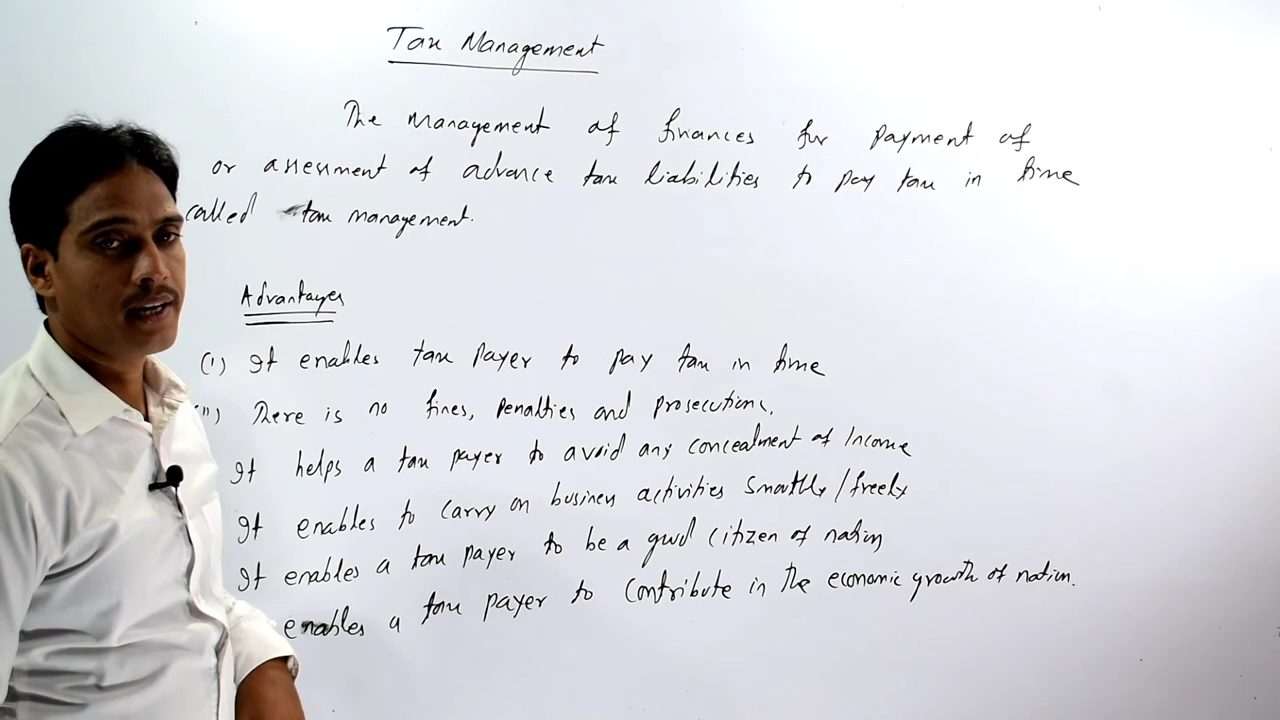 Tax Management
The Management of finances for payment of
or assessment of advance tax liabilities to pay tax in time
called tax management.
Advantages
(i) It enables tax payer to pay tax in time
(ii) There is no fines, penalties and prosecutions.
It helps a tax payer to avoid any concealment of Income
It enables to carry on business activities Smoothly/freely
It enables a tax payer to be a good citizen of nation
enables a tax payer to contribute in the economic growth of nation.